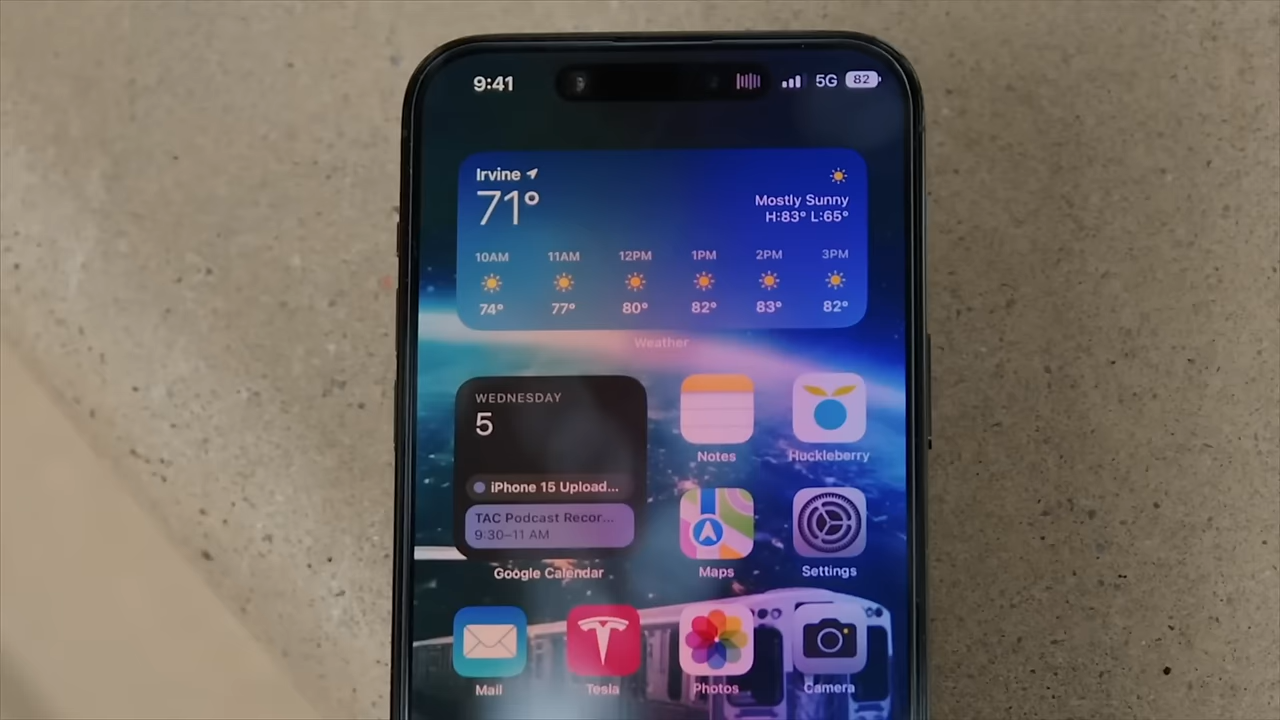 9:41 5G 82
Irvine
71°
Mostly Sunny
H:83° L:65°
10AM 11AM 12PM 1PM 2PM 3PM
74° 77° 80° 82° 83° 82°
Weather
WEDNESDAY
5
iPhone 15 Upload...
TAC Podcast Recor...
9:30–11 AM
Google Calendar
Notes Huckleberry
Maps Settings
Mail Tesla Photos Camera